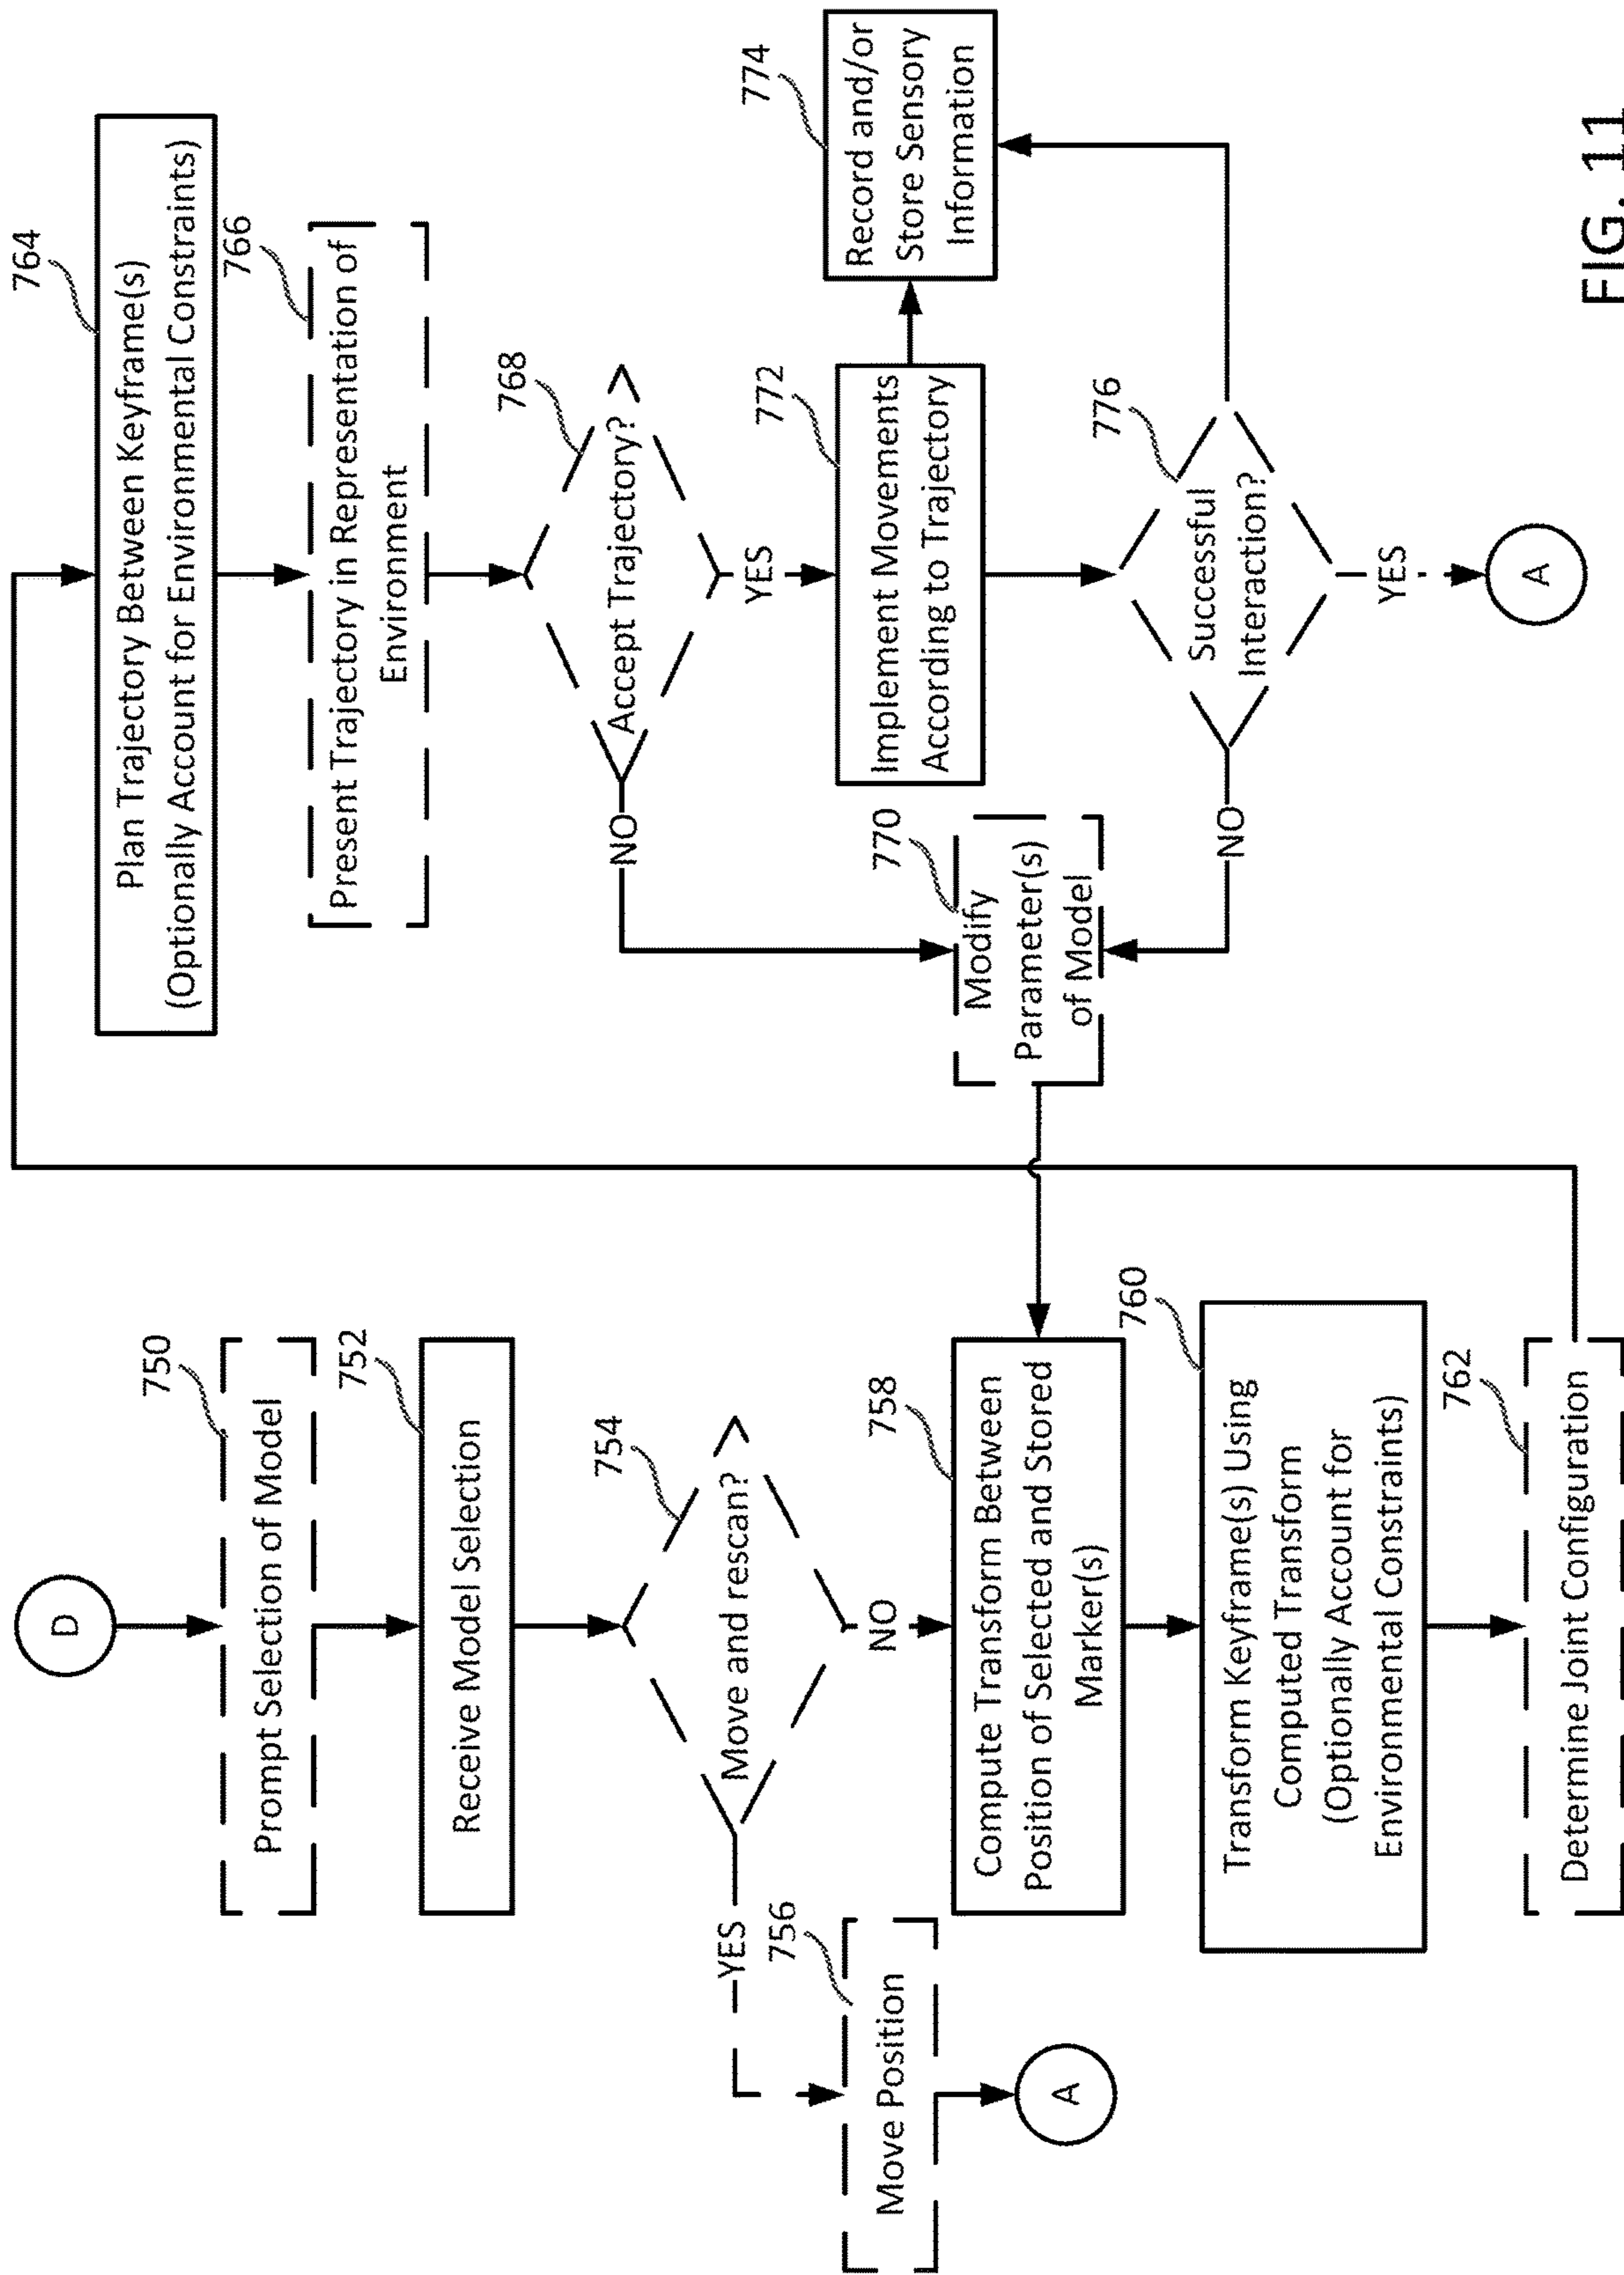 D
750
Prompt Selection of Model
752
Receive Model Selection
754
Move and rescan?
YES
NO
756
Move Position
A
758
Compute Transform Between
Position of Selected and Stored
Marker(s)
760
Transform Keyframe(s) Using
Computed Transform
(Optionally Account for
Environmental Constraints)
762
Determine Joint Configuration
764
Plan Trajectory Between Keyframe(s)
(Optionally Account for Environmental Constraints)
766
Present Trajectory in Representation of
Environment
768
Accept Trajectory?
NO
YES
770
Modify
Parameter(s)
of Model
772
Implement Movements
According to Trajectory
774
Record and/or
Store Sensory
Information
776
Successful
Interaction?
NO
YES
A
FIG. 11